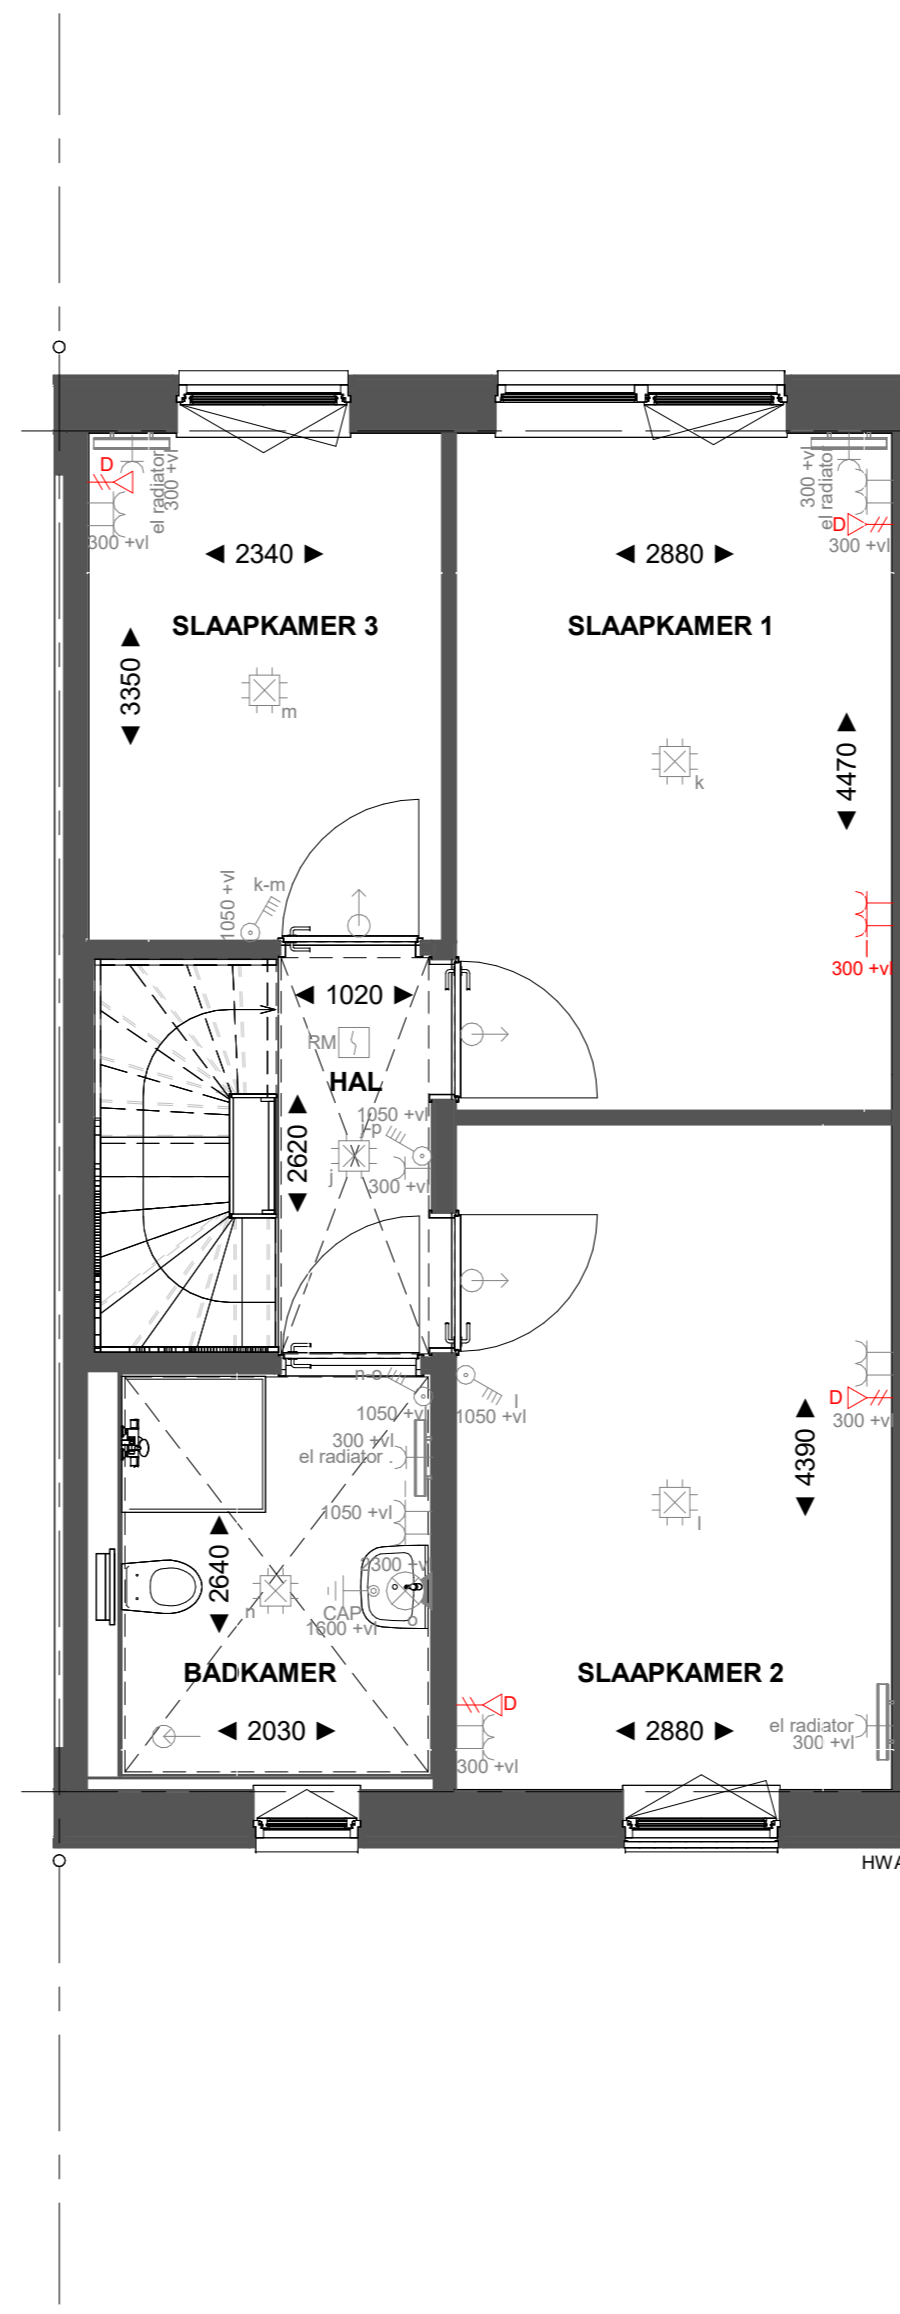 D
el radiator
300 +vl
300 +vl
300 +vl
el radiator
D
300 +vl
2340
2880
SLAAPKAMER 3
SLAAPKAMER 1
3350
m
4470
k
k-m
1050 +vl
300 +vl
1020
RM
HAL
1050 +vl
j-p
2620
j
300 +vl
n-o
1050 +vl
l
1050 +vl
D
300 +vl
300 +vl
el radiator
4390
1050 +vl
l
2640
2300 +v
n
CAP
o
1600 +vl
BADKAMER
SLAAPKAMER 2
D
2030
2880
el radiator
300 +vl
300 +vl
HWA